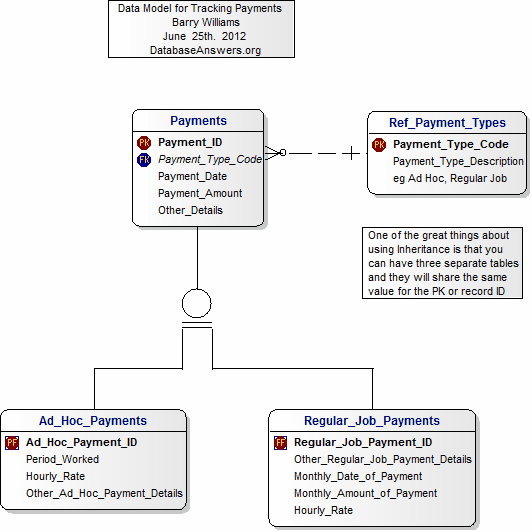 Data Model for Tracking Payments
Barry Williams
June 25th. 2012
DatabaseAnswers.org
Payments
PK Payment_ID
FK Payment_Type_Code
Payment_Date
Payment_Amount
Other_Details
Ref_Payment_Types
PK Payment_Type_Code
Payment_Type_Description
eg Ad Hoc, Regular Job
One of the great things about
using Inheritance is that you
can have three separate tables
and they will share the same
value for the PK or record ID
Ad_Hoc_Payments
PF Ad_Hoc_Payment_ID
Period_Worked
Hourly_Rate
Other_Ad_Hoc_Payment_Details
Regular_Job_Payments
PF Regular_Job_Payment_ID
Other_Regular_Job_Payment_Details
Monthly_Date_of_Payment
Monthly_Amount_of_Payment
Hourly_Rate